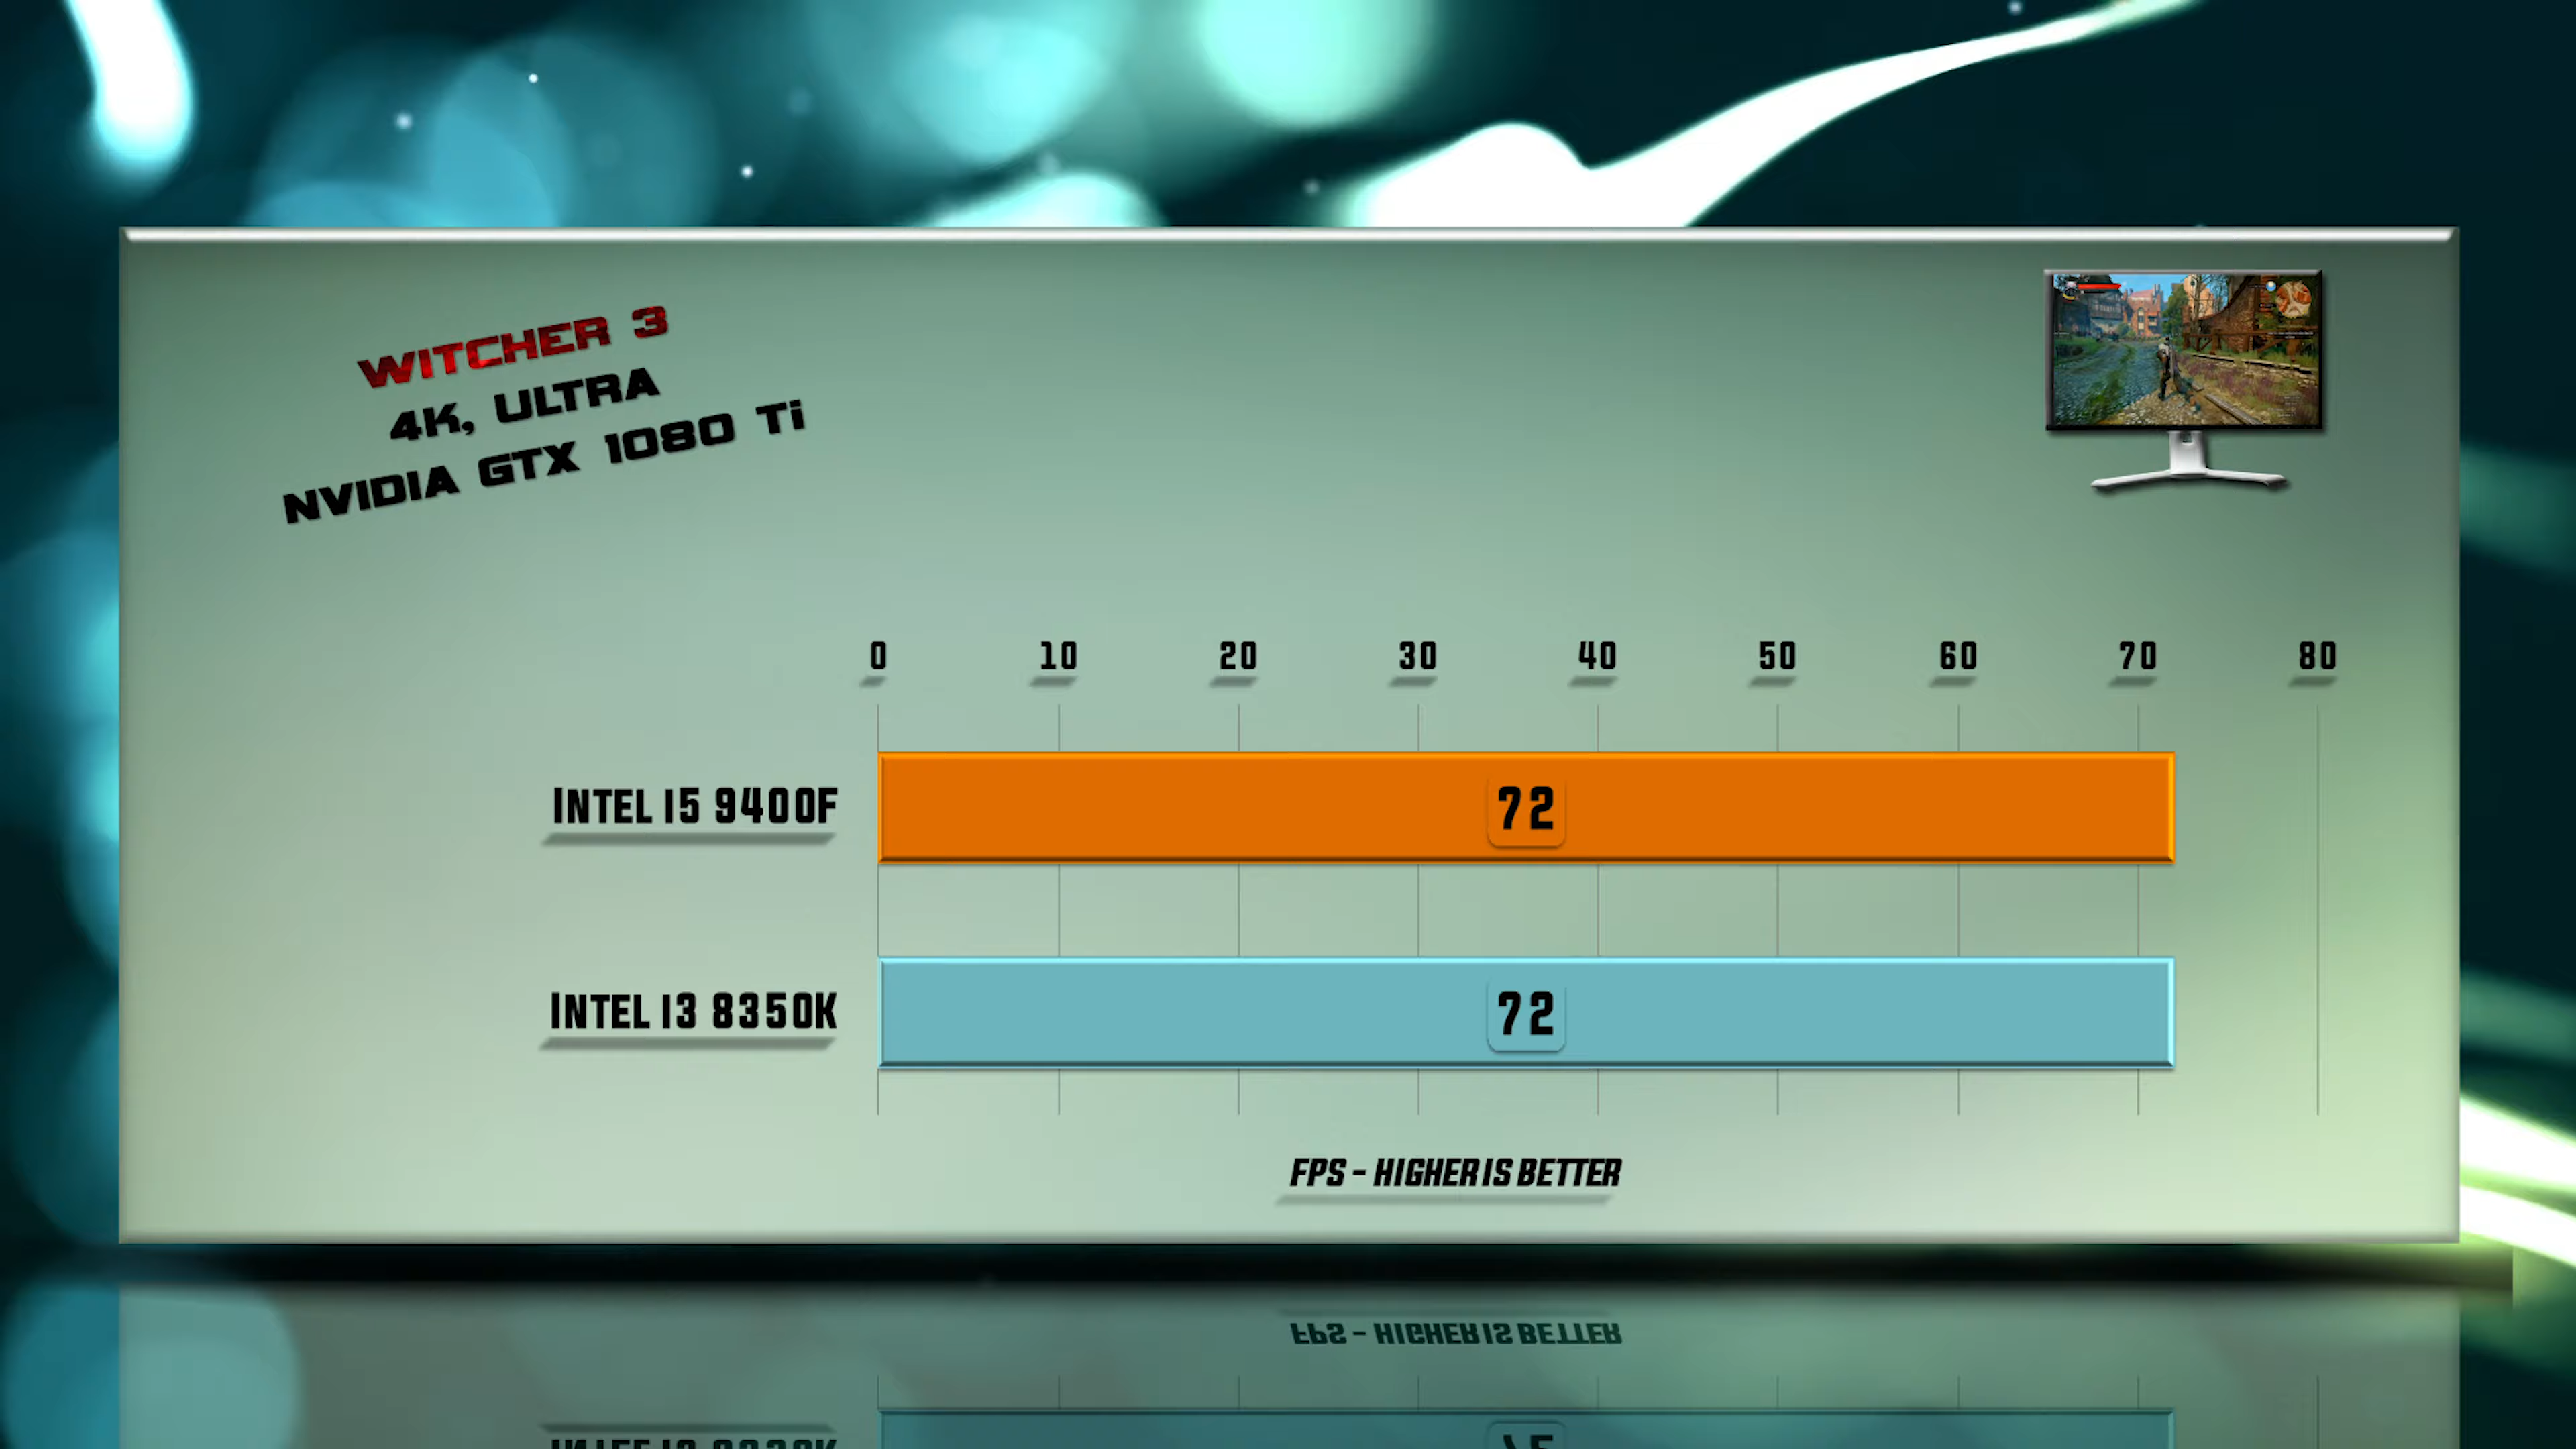 WITCHER 3
4K, ULTRA
NVIDIA GTX 1080 Ti
0 10 20 30 40 50 60 70 80
INTEL I5 9400F 72
INTEL I3 8350K 72
FPS - HIGHER IS BETTER